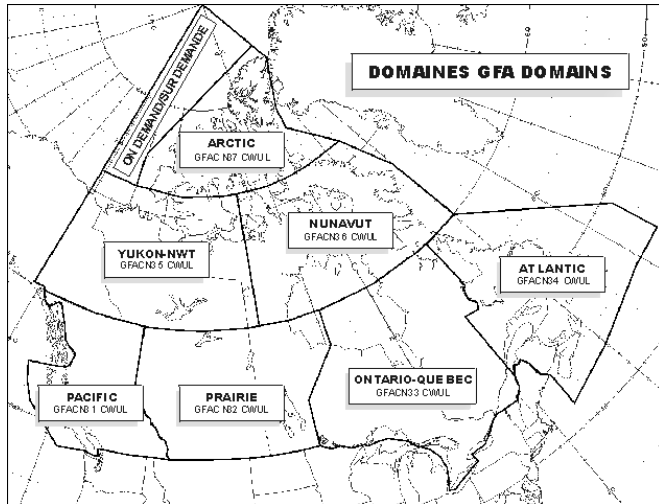 DOMAINES GFA DOMAINS
ON DEMAND/SUR DEMANDE
ARCTIC
GFACN37 CWUL
NUNAVUT
GFACN36 CWUL
YUKON-NWT
GFACN35 CWUL
ATLANTIC
GFACN34 CWUL
ONTARIO-QUEBEC
GFACN33 CWUL
PACIFIC
GFACN31 CWUL
PRAIRIE
GFACN32 CWUL